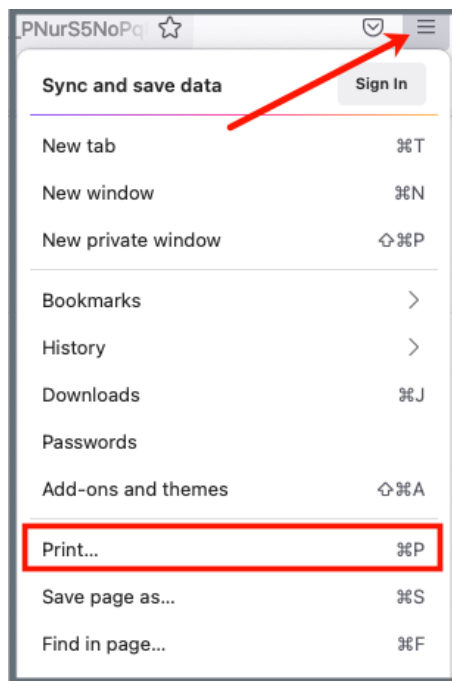 _PNurS5NoPq
Sync and save data Sign In
New tab ⌘T
New window ⌘N
New private window ⇧⌘P
Bookmarks
History
Downloads ⌘J
Passwords
Add-ons and themes ⇧⌘A
Print... ⌘P
Save page as... ⌘S
Find in page... ⌘F